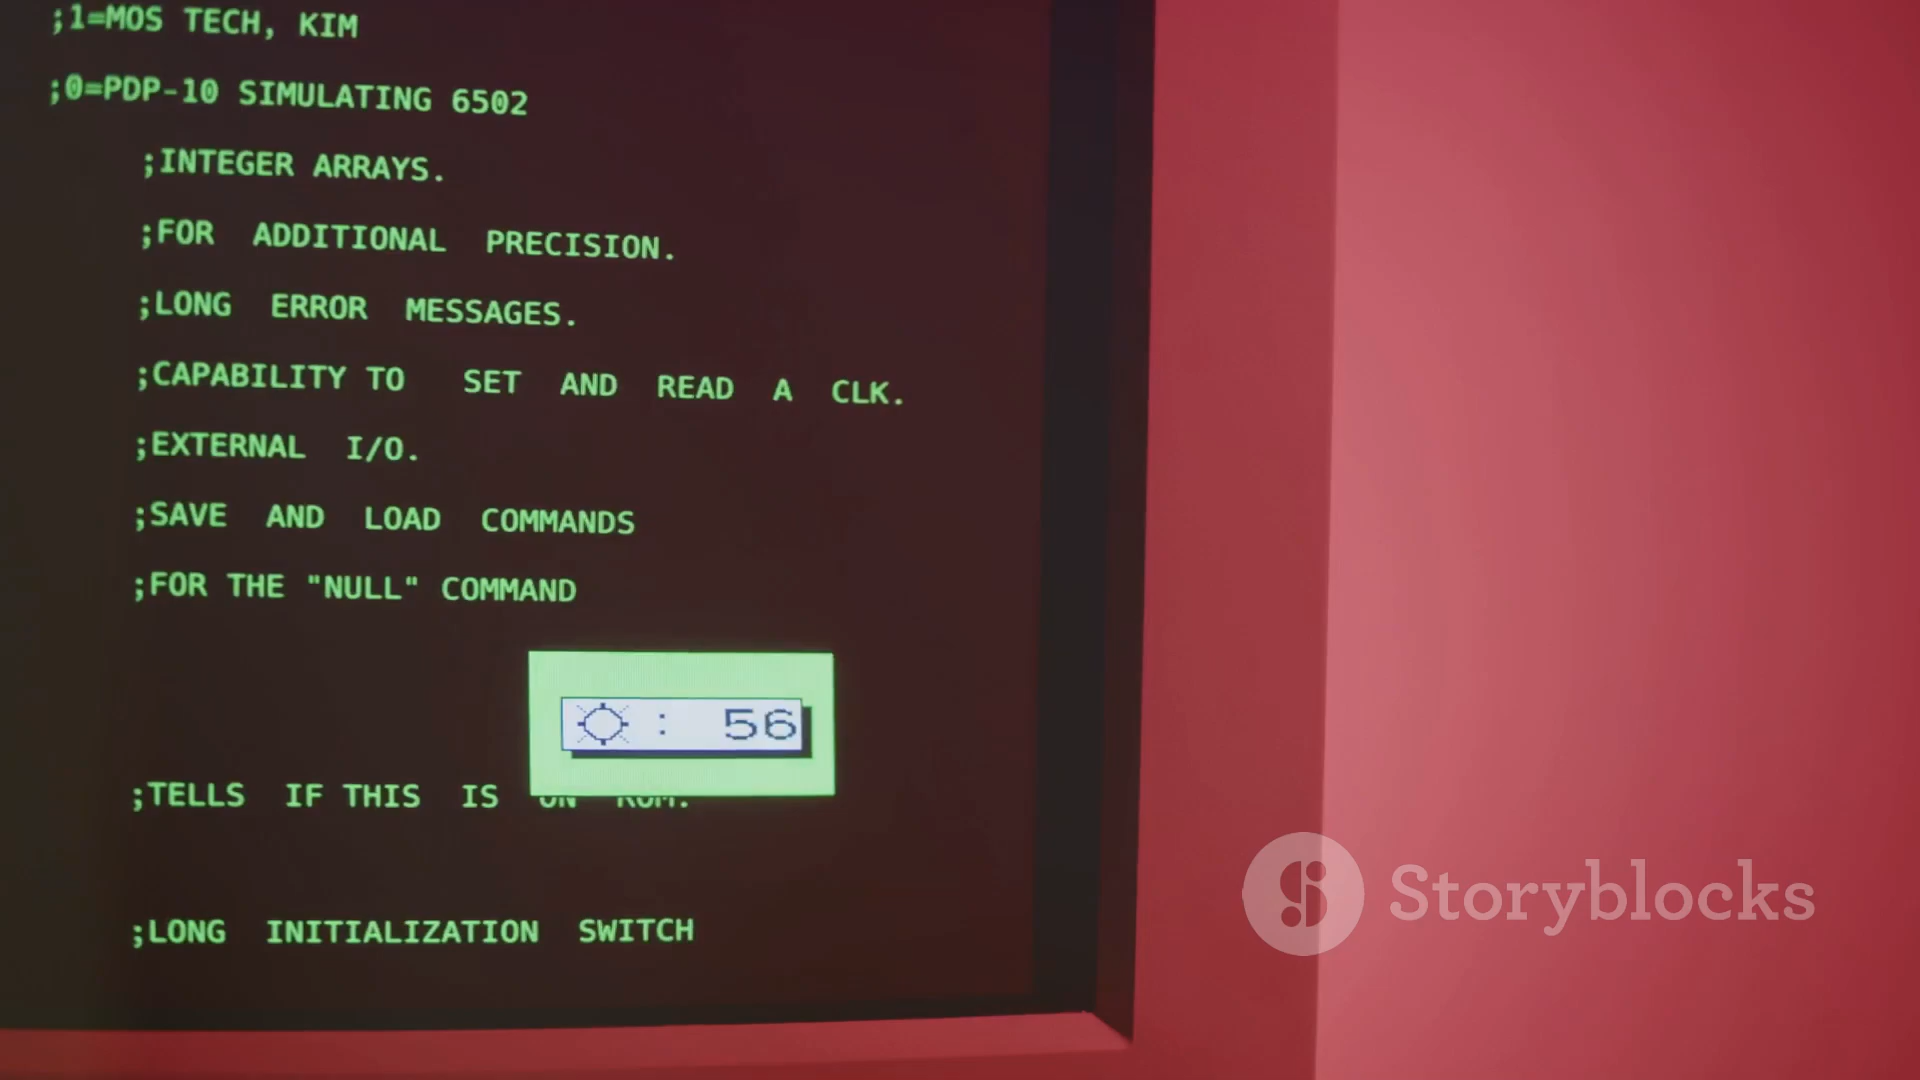 ;1=MOS TECH, KIM
;0=PDP-10 SIMULATING 6502
;INTEGER ARRAYS.
;FOR ADDITIONAL PRECISION.
;LONG ERROR MESSAGES.
;CAPABILITY TO SET AND READ A CLK.
;EXTERNAL I/O.
;SAVE AND LOAD COMMANDS
;FOR THE "NULL" COMMAND
: 56
;TELLS IF THIS IS ON ROM.
;LONG INITIALIZATION SWITCH
Storyblocks